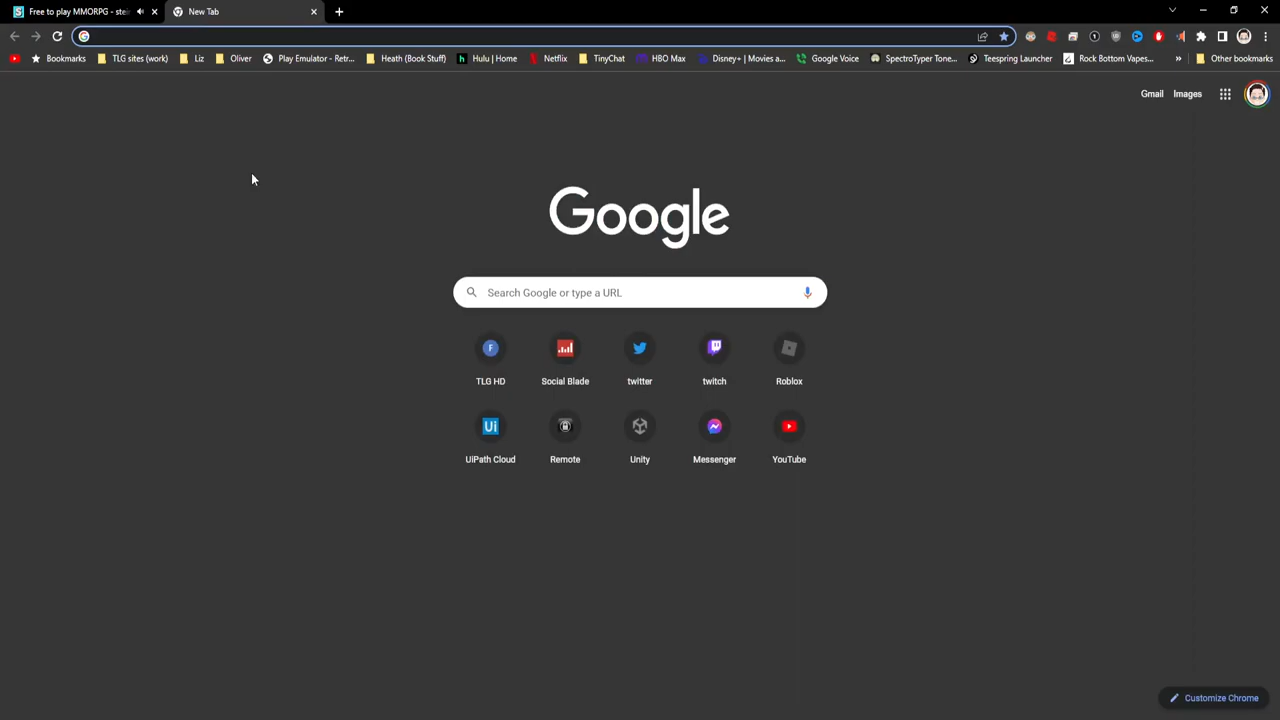 Free to play MMORPG - stei
New Tab
Bookmarks
TLG sites (work)
Liz
Oliver
Play Emulator - Retr...
Heath (Book Stuff)
Hulu | Home
Netflix
TinyChat
HBO Max
Disney+ | Movies a...
Google Voice
SpectroTyper Tone...
Teespring Launcher
Rock Bottom Vapes...
»
Other bookmarks
Gmail
Images
Google
Search Google or type a URL
F
TLG HD
Social Blade
twitter
twitch
Roblox
Ui
UiPath Cloud
Remote
Unity
Messenger
YouTube
Customize Chrome